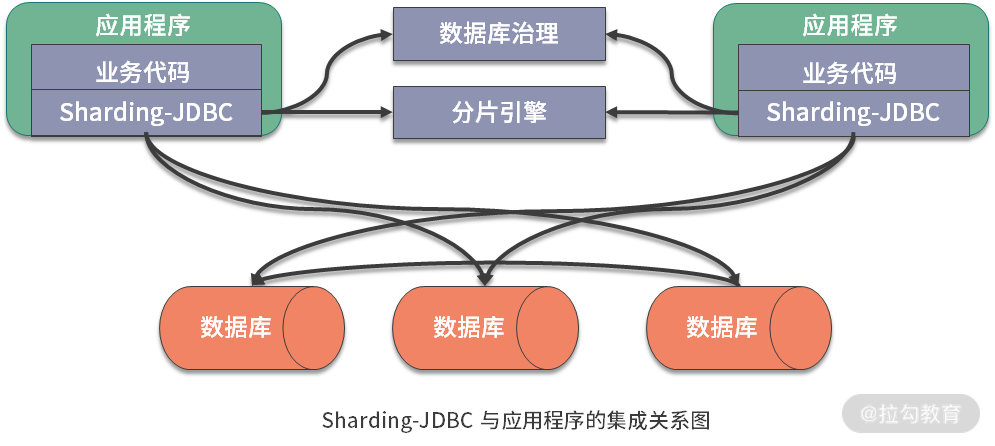 应用程序
业务代码
Sharding-JDBC
数据库治理
分片引擎
应用程序
业务代码
Sharding-JDBC
数据库
数据库
数据库
Sharding-JDBC 与应用程序的集成关系图
@拉勾教育